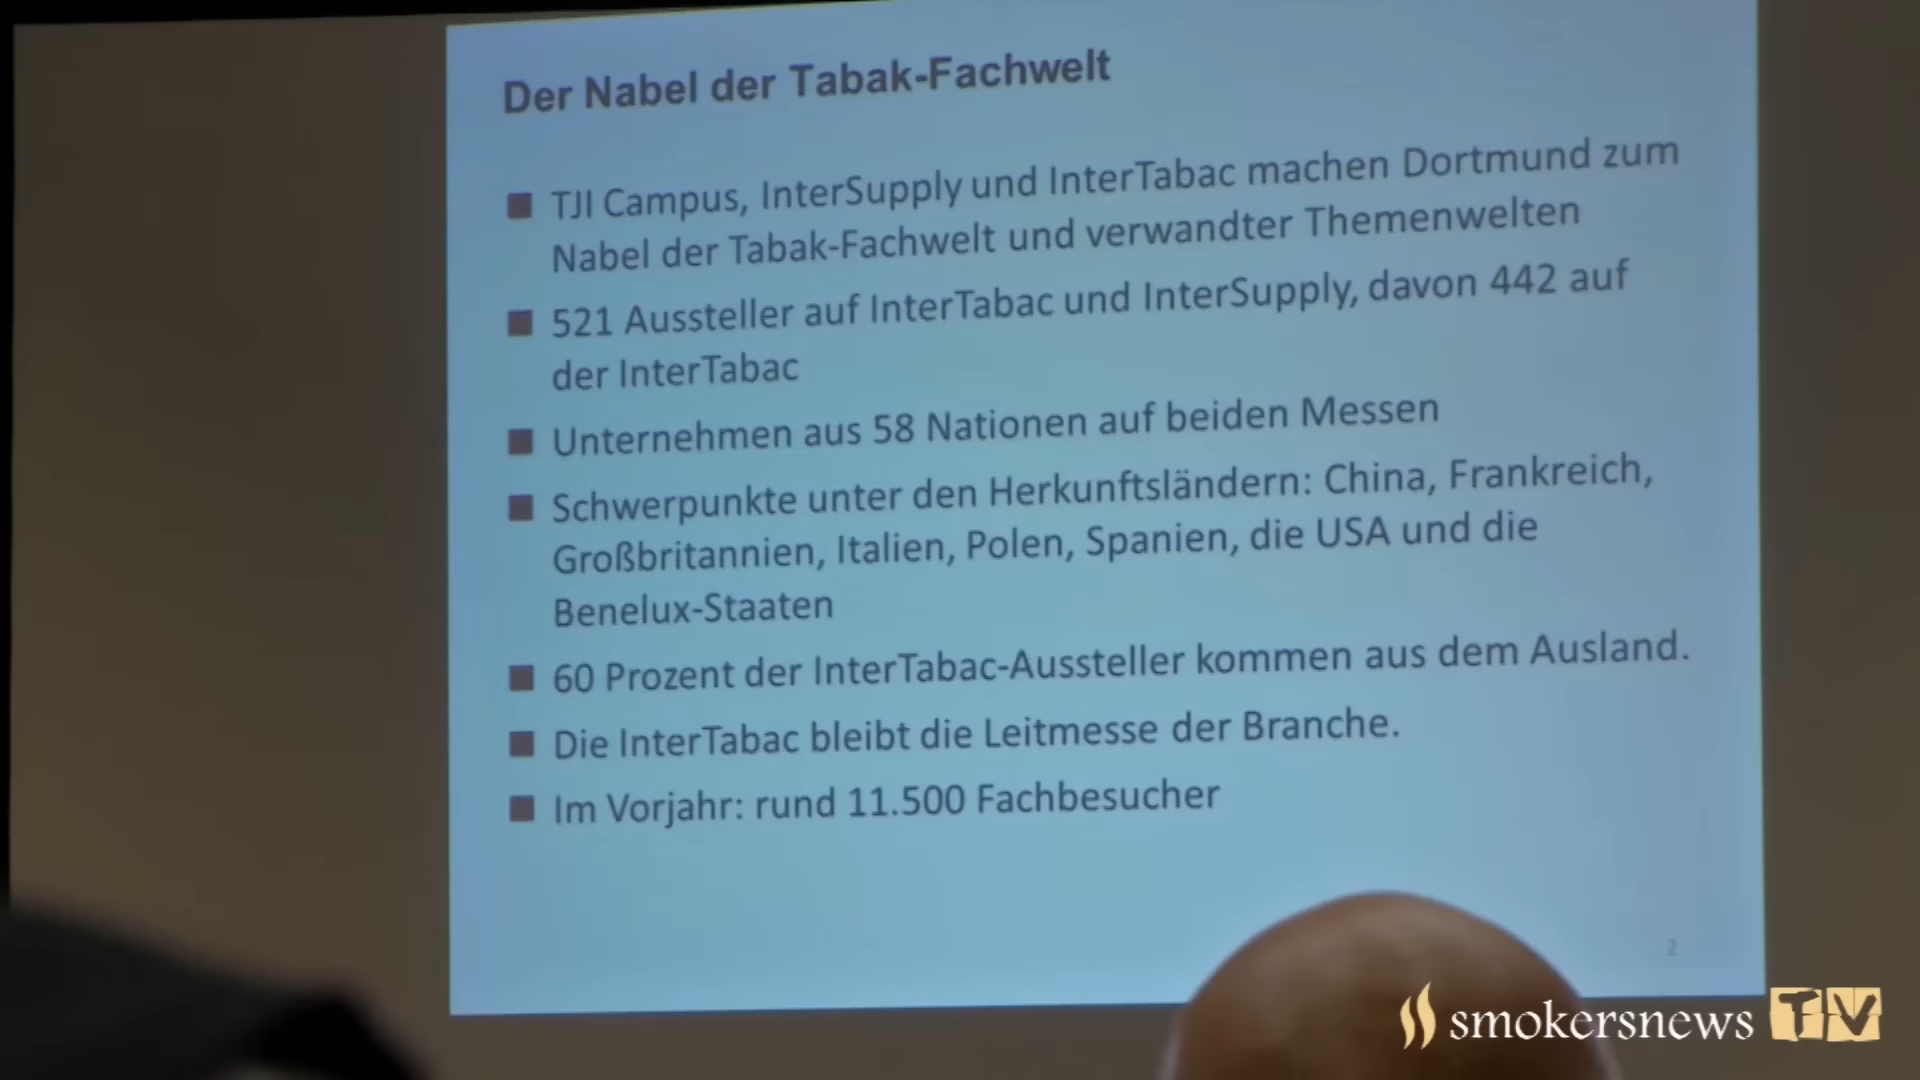 Der Nabel der Tabak-Fachwelt
TJI Campus, InterSupply und InterTabac machen Dortmund zum
Nabel der Tabak-Fachwelt und verwandter Themenwelten
521 Aussteller auf InterTabac und InterSupply, davon 442 auf
der InterTabac
Unternehmen aus 58 Nationen auf beiden Messen
Schwerpunkte unter den Herkunftsländern: China, Frankreich,
Großbritannien, Italien, Polen, Spanien, die USA und die
Benelux-Staaten
60 Prozent der InterTabac-Aussteller kommen aus dem Ausland.
Die InterTabac bleibt die Leitmesse der Branche.
Im Vorjahr: rund 11.500 Fachbesucher
2
smokersnews TV